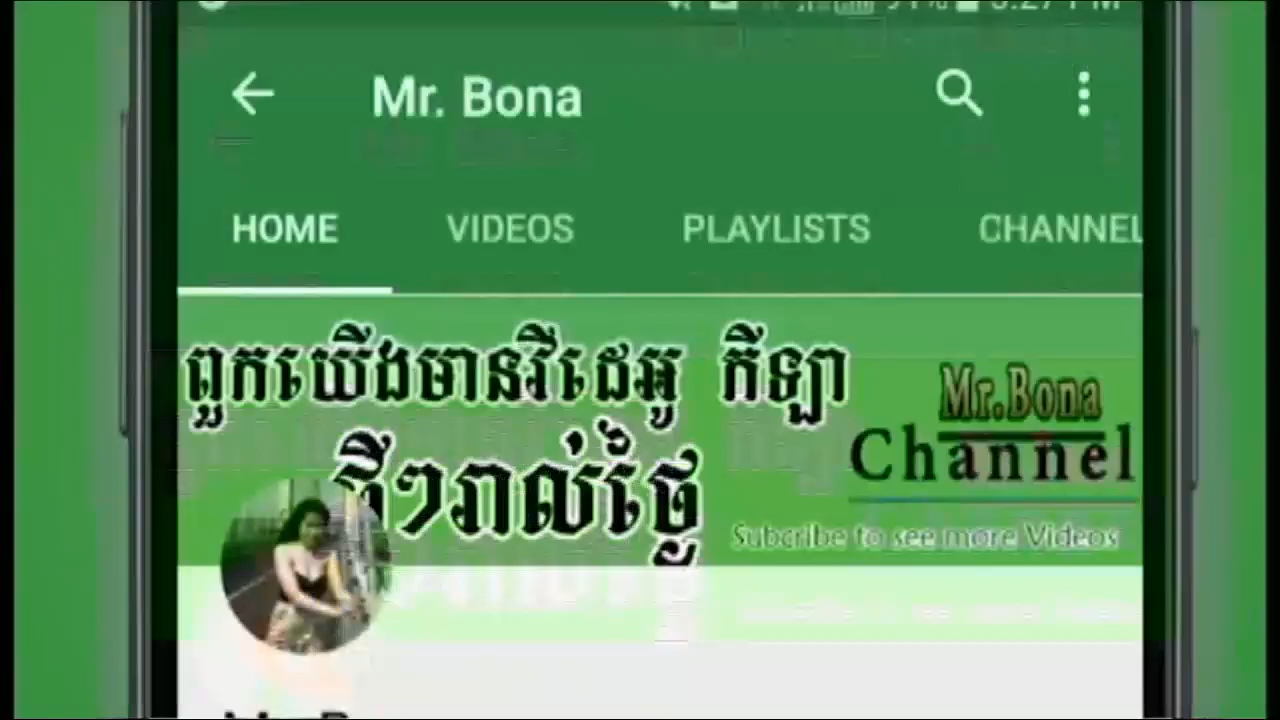 Mr. Bona
HOME VIDEOS PLAYLISTS CHANNEL
ពួកយើងមានវីដេអូ កីឡា
ថីៗរាល់ថ្ងៃ
Mr.Bona
Channel
Subcribe to see more Videos